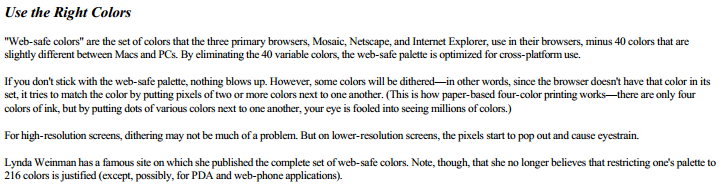 Use the Right Colors
"Web-safe colors" are the set of colors that the three primary browsers, Mosaic, Netscape, and Internet Explorer, use in their browsers, minus 40 colors that are
slightly different between Macs and PCs. By eliminating the 40 variable colors, the web-safe palette is optimized for cross-platform use.
If you don't stick with the web-safe palette, nothing blows up. However, some colors will be dithered—in other words, since the browser doesn't have that color in its
set, it tries to match the color by putting pixels of two or more colors next to one another. (This is how paper-based four-color printing works—there are only four
colors of ink, but by putting dots of various colors next to one another, your eye is fooled into seeing millions of colors.)
For high-resolution screens, dithering may not be much of a problem. But on lower-resolution screens, the pixels start to pop out and cause eyestrain.
Lynda Weinman has a famous site on which she published the complete set of web-safe colors. Note, though, that she no longer believes that restricting one's palette to
216 colors is justified (except, possibly, for PDA and web-phone applications).